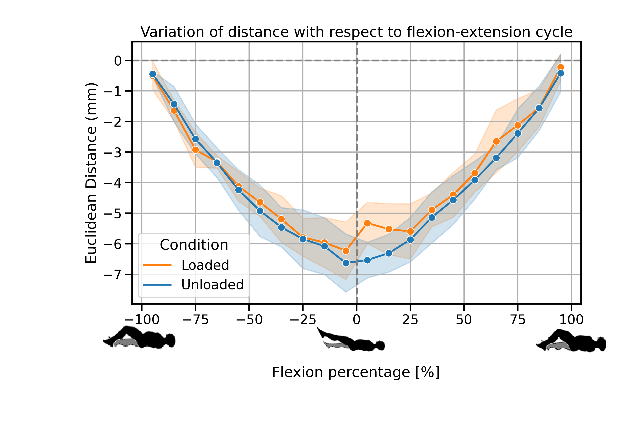 Variation of distance with respect to flexion-extension cycle
Euclidean Distance (mm)
0
−1
−2
−3
−4
−5
−6
−7
Condition
Loaded
Unloaded
−100 −75 −50 −25 0 25 50 75 100
Flexion percentage [%]